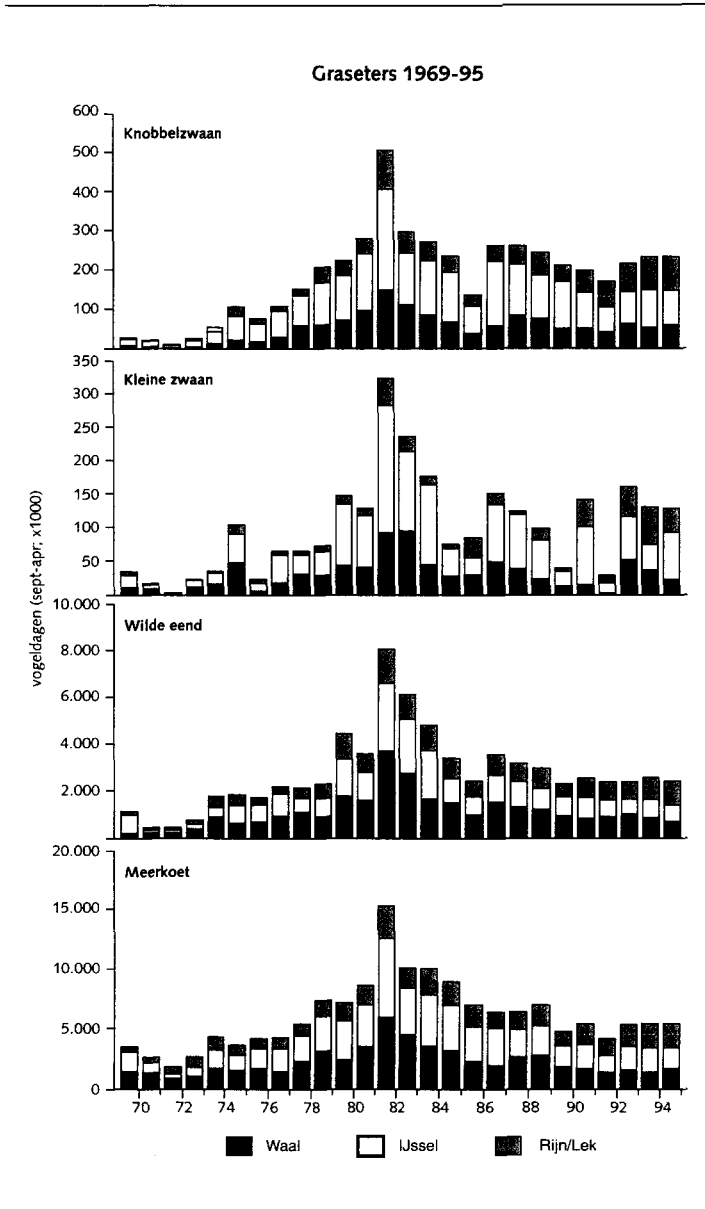 Graseters 1969-95
vogeldagen (sept-apr; x1000)
600
Knobbelzwaan
500
400
300
200
100
350
Kleine zwaan
300
250
200
150
100
50
10.000
Wilde eend
8.000
6.000
4.000
2.000
20.000
Meerkoet
15.000
10.000
5.000
0
70 72 74 76 78 80 82 84 86 88 90 92 94
Waal IJssel Rijn/Lek